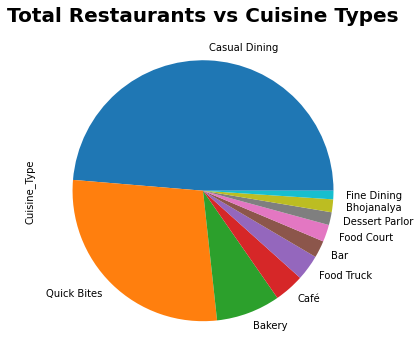 Total Restaurants vs Cuisine Types
Casual Dining
Cuisine_Type
Fine Dining
Bhojanalya
Dessert Parlor
Food Court
Bar
Food Truck
Café
Bakery
Quick Bites